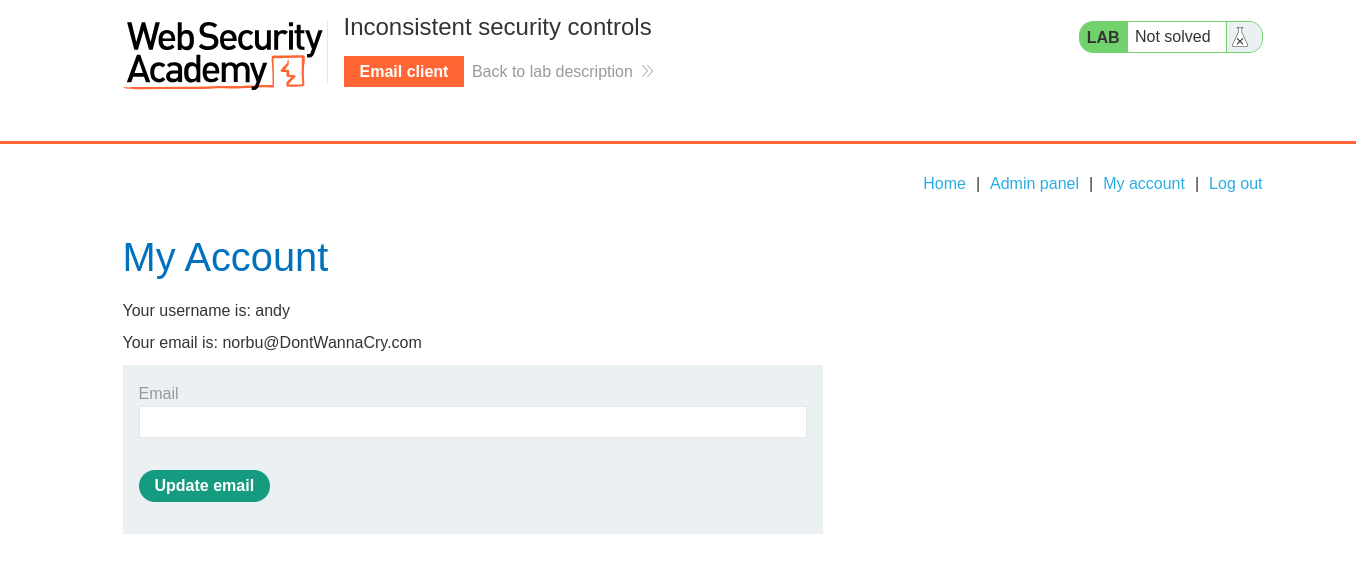 Web Security
Academy
Inconsistent security controls
Email client
Back to lab description
LAB
Not solved
Home | Admin panel | My account | Log out
My Account
Your username is: andy
Your email is: norbu@DontWannaCry.com
Email
Update email